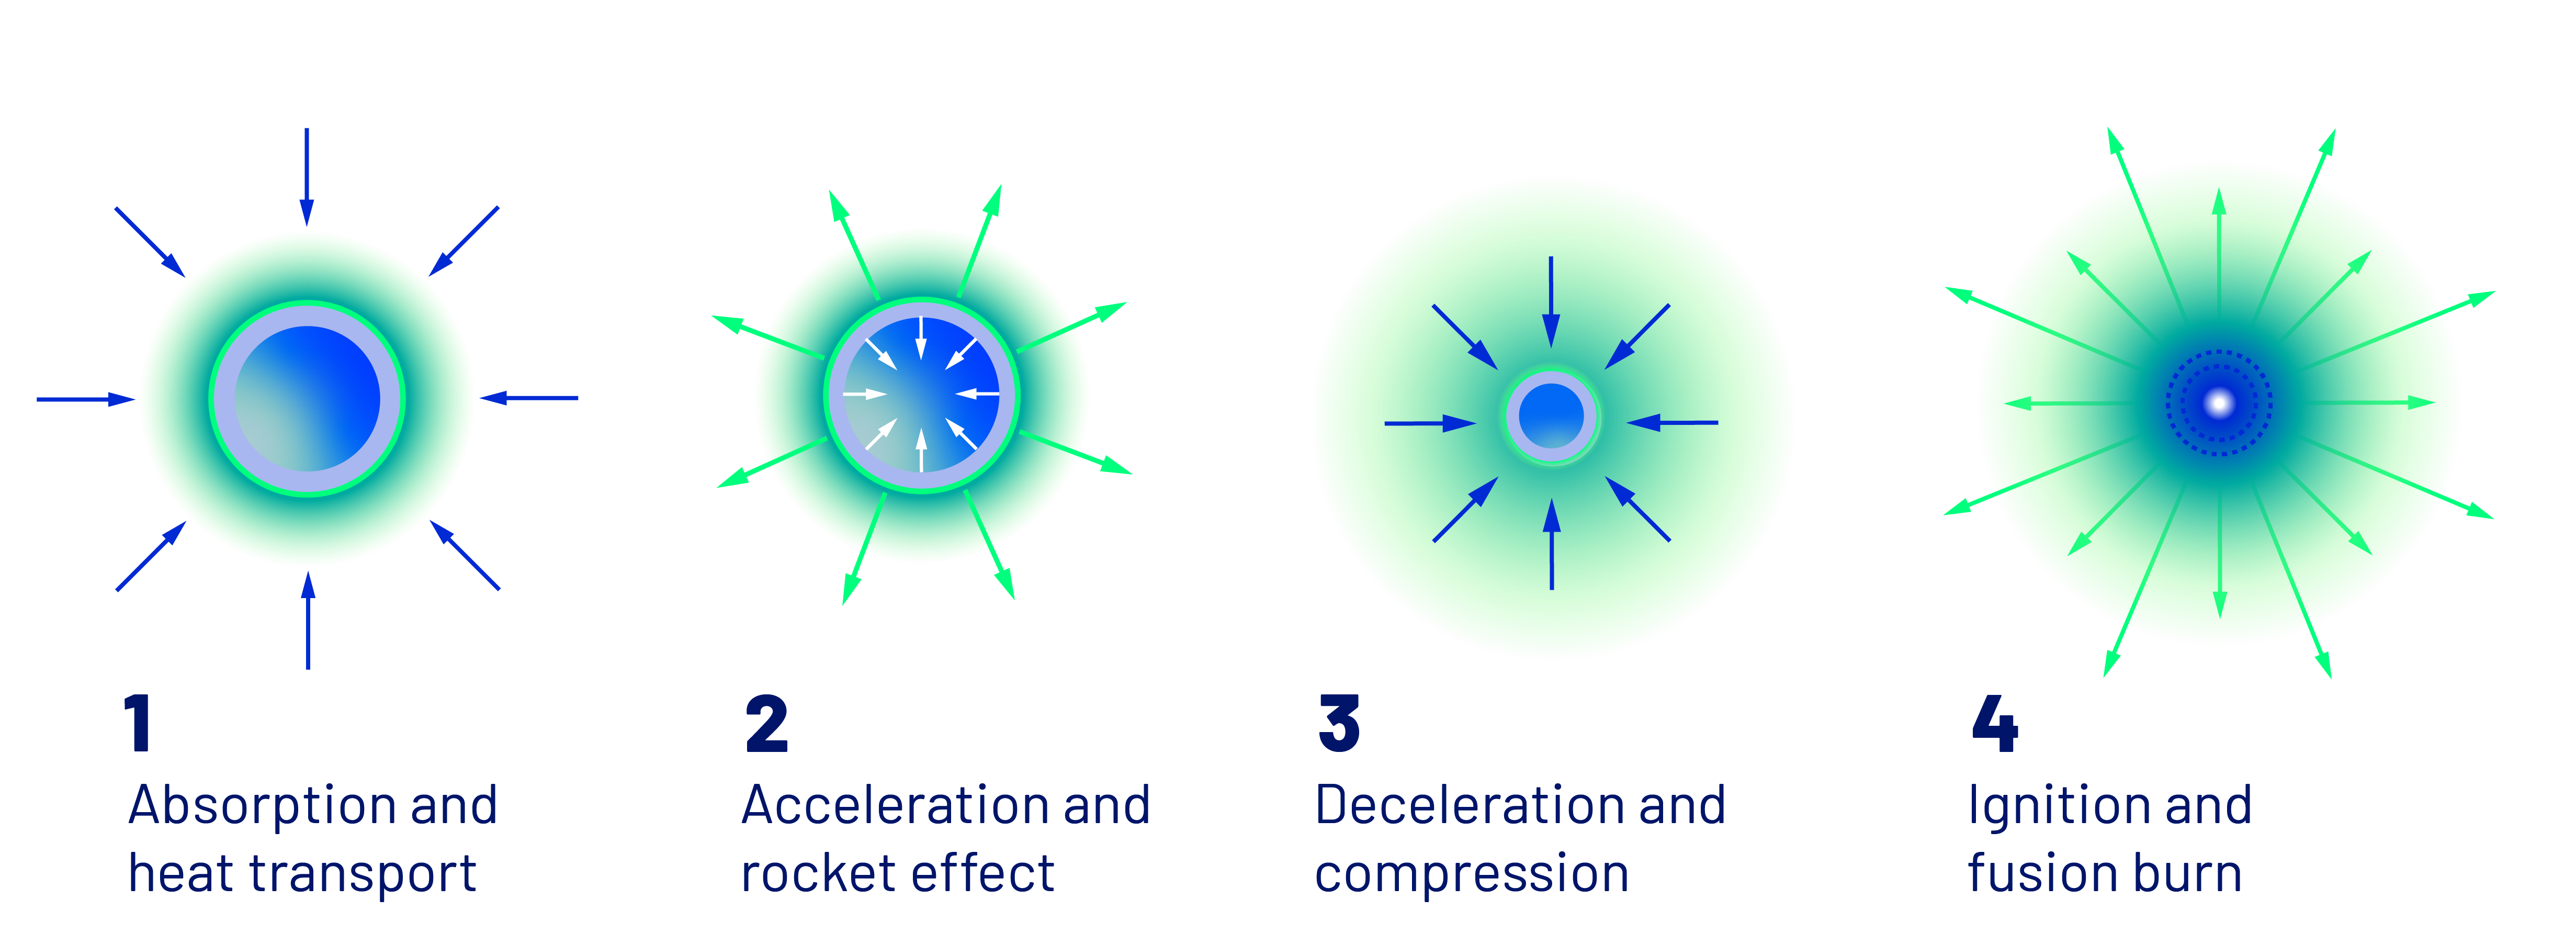 1
Absorption and
heat transport
2
Acceleration and
rocket effect
3
Deceleration and
compression
4
Ignition and
fusion burn